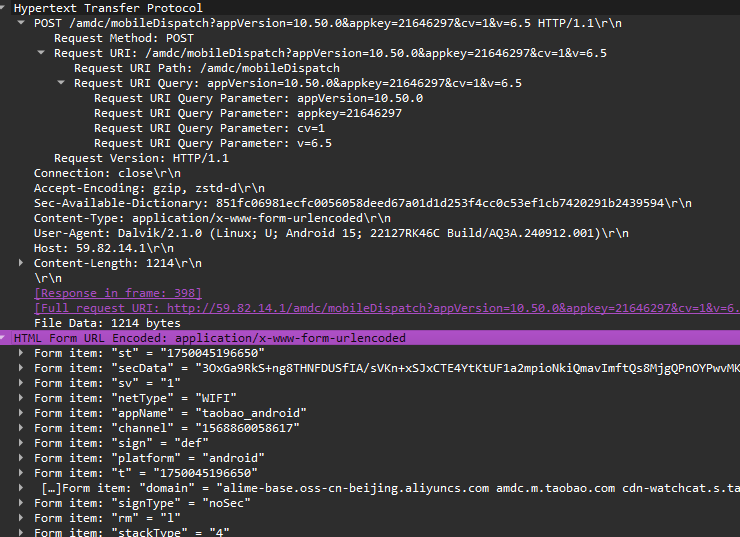 Hypertext Transfer Protocol
POST /amdc/mobileDispatch?appVersion=10.50.0&appkey=21646297&cv=1&v=6.5 HTTP/1.1\r\n
Request Method: POST
Request URI: /amdc/mobileDispatch?appVersion=10.50.0&appkey=21646297&cv=1&v=6.5
Request URI Path: /amdc/mobileDispatch
Request URI Query: appVersion=10.50.0&appkey=21646297&cv=1&v=6.5
Request URI Query Parameter: appVersion=10.50.0
Request URI Query Parameter: appkey=21646297
Request URI Query Parameter: cv=1
Request URI Query Parameter: v=6.5
Request Version: HTTP/1.1
Connection: close\r\n
Accept-Encoding: gzip, zstd-d\r\n
Sec-Available-Dictionary: 851fc06981ecfc0056058deed67a01d1d253f4cc0c53ef1cb7420291b2439594\r\n
Content-Type: application/x-www-form-urlencoded\r\n
User-Agent: Dalvik/2.1.0 (Linux; U; Android 15; 22127RK46C Build/AQ3A.240912.001)\r\n
Host: 59.82.14.1\r\n
Content-Length: 1214\r\n
\r\n
[Response in frame: 398]
[Full request URI: http://59.82.14.1/amdc/mobileDispatch?appVersion=10.50.0&appkey=21646297&cv=1&v=6.
File Data: 1214 bytes
HTML Form URL Encoded: application/x-www-form-urlencoded
Form item: "st" = "1750045196650"
Form item: "secData" = "3OxGa9RkS+ng8THNFDUSfIA/sVKn+xSJxCTE4YtKtUF1a2mpioNkiQmavImftQs8MjgQPnOYPwvMK
Form item: "sv" = "1"
Form item: "netType" = "WIFI"
Form item: "appName" = "taobao_android"
Form item: "channel" = "1568860058617"
Form item: "sign" = "def"
Form item: "platform" = "android"
Form item: "t" = "1750045196650"
[…]Form item: "domain" = "alime-base.oss-cn-beijing.aliyuncs.com amdc.m.taobao.com cdn-watchcat.s.ta
Form item: "signType" = "noSec"
Form item: "rm" = "l"
Form item: "stackType" = "4"